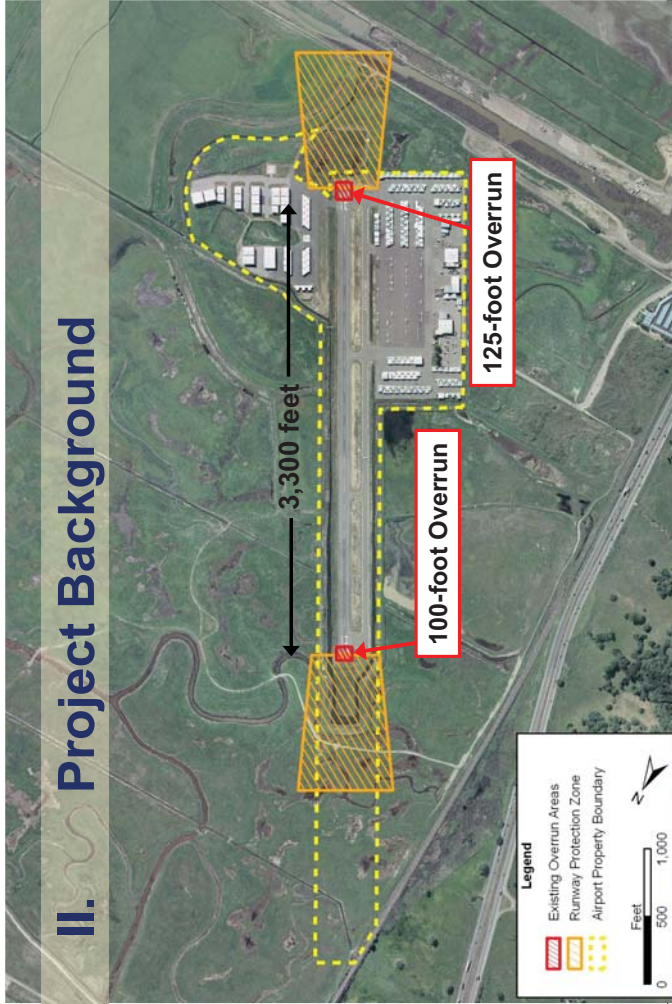 II. Project Background
3,300 feet
100-foot Overrun
125-foot Overrun
Legend
Existing Overrun Areas
Runway Protection Zone
Airport Property Boundary
N
Feet
0 500 1,000